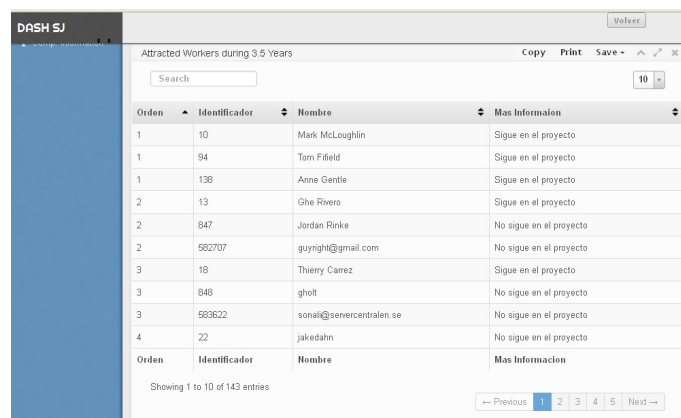 DASH SJ
Volver
Comp. Information
Attracted Workers during 3.5 Years
Copy Print Save
Search
10
Orden Identificador Nombre Mas Informaion
1 10 Mark McLoughlin Sigue en el proyecto
1 94 Tom Fifield Sigue en el proyecto
1 138 Anne Gentle Sigue en el proyecto
2 13 Ghe Rivero Sigue en el proyecto
2 847 Jordan Rinke No sigue en el proyecto
2 582707 guyright@gmail.com No sigue en el proyecto
3 18 Thierry Carrez Sigue en el proyecto
3 848 gholt No sigue en el proyecto
3 583622 sonali@servercentralen.se No sigue en el proyecto
4 22 jakedahn No sigue en el proyecto
Orden Identificador Nombre Mas Informacion
Showing 1 to 10 of 143 entries
← Previous 1 2 3 4 5 Next →